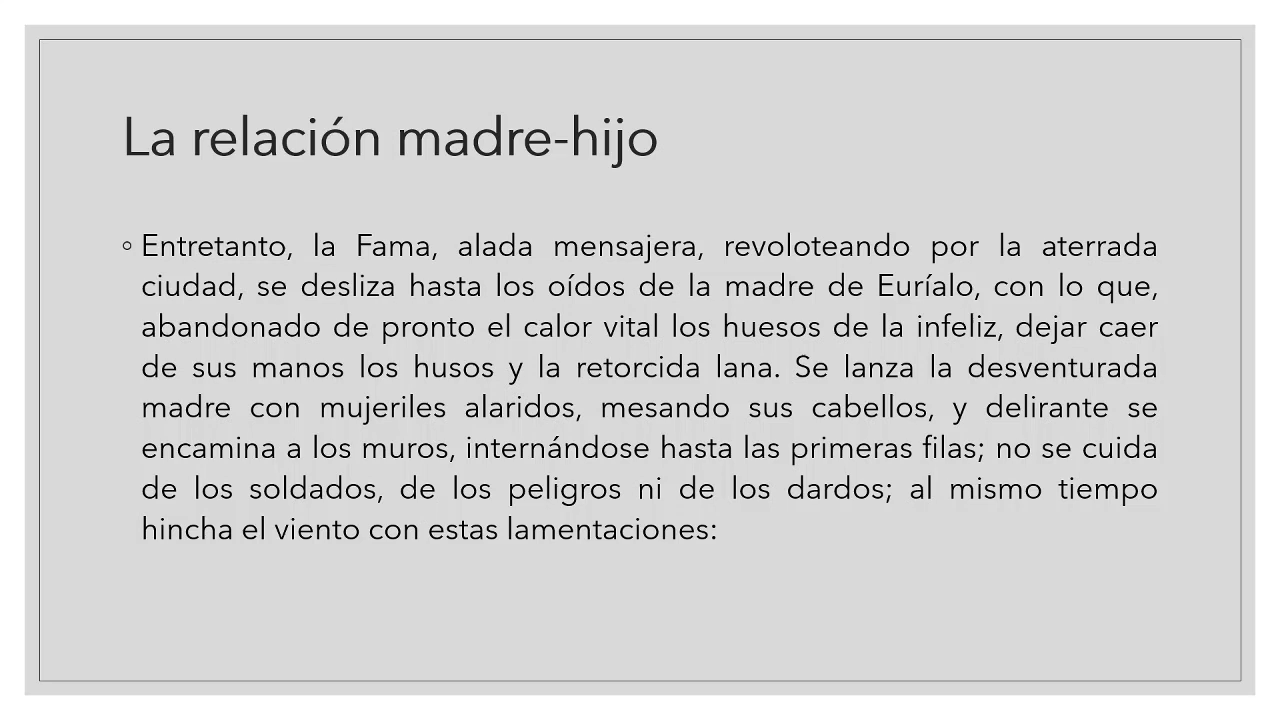 La relación madre-hijo
◦ Entretanto, la Fama, alada mensajera, revoloteando por la aterrada
ciudad, se desliza hasta los oídos de la madre de Euríalo, con lo que,
abandonado de pronto el calor vital los huesos de la infeliz, dejar caer
de sus manos los husos y la retorcida lana. Se lanza la desventurada
madre con mujeriles alaridos, mesando sus cabellos, y delirante se
encamina a los muros, internándose hasta las primeras filas; no se cuida
de los soldados, de los peligros ni de los dardos; al mismo tiempo
hincha el viento con estas lamentaciones: